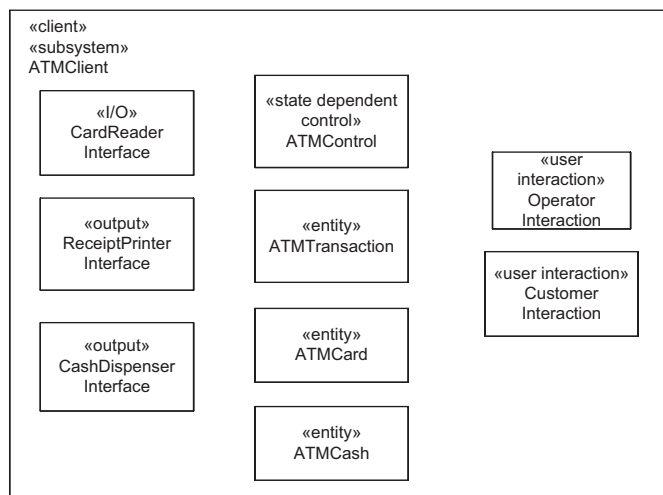 «client»
«subsystem»
ATMClient
«I/O»
CardReader
Interface
«output»
ReceiptPrinter
Interface
«output»
CashDispenser
Interface
«state dependent
control»
ATMControl
«entity»
ATMTransaction
«entity»
ATMCard
«entity»
ATMCash
«user
interaction»
Operator
Interaction
«user interaction»
Customer
Interaction